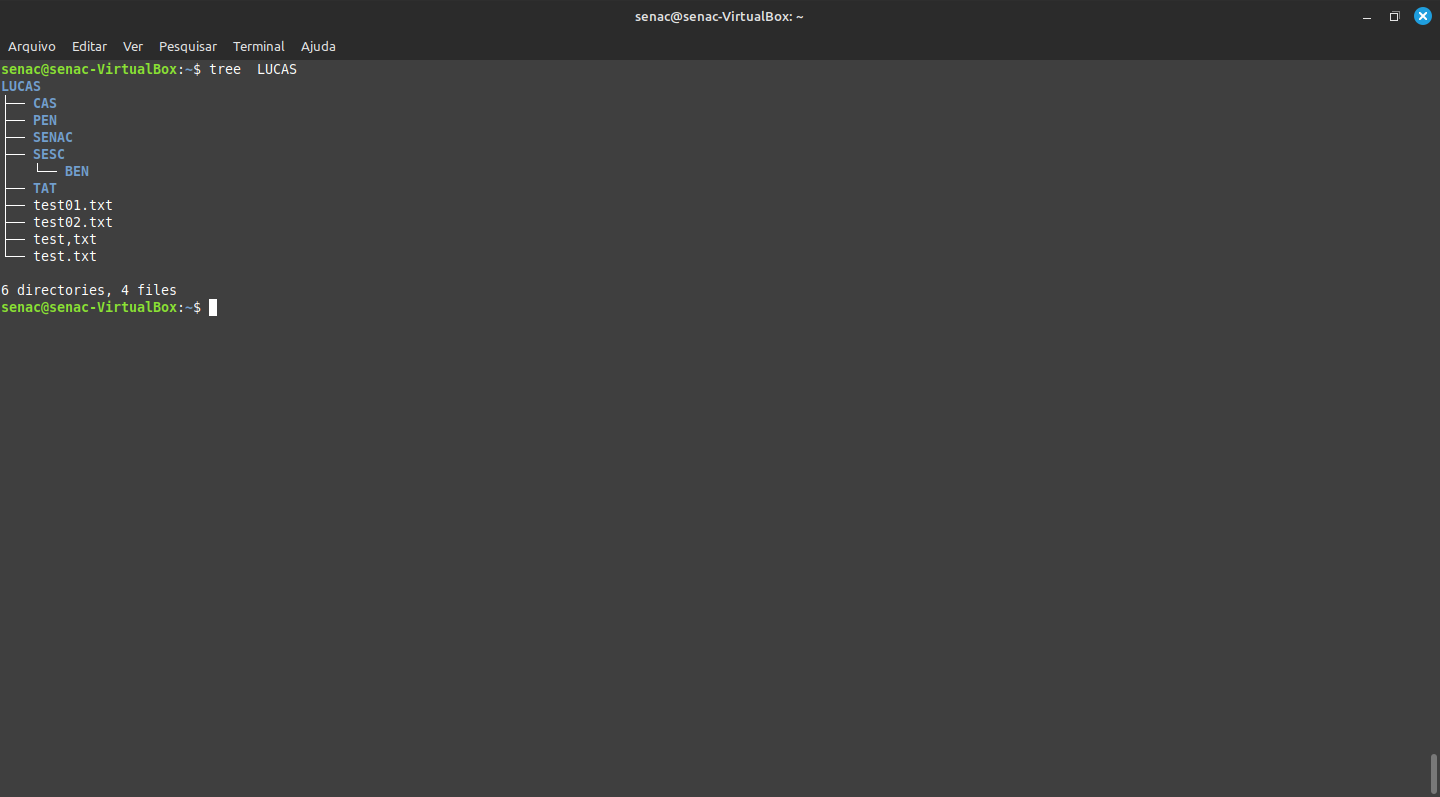 senac@senac-VirtualBox: ~
Arquivo Editar Ver Pesquisar Terminal Ajuda
senac@senac-VirtualBox:~$ tree  LUCAS
LUCAS
├── CAS
├── PEN
├── SENAC
├── SESC
│   └── BEN
├── TAT
├── test01.txt
├── test02.txt
├── test,txt
└── test.txt

6 directories, 4 files
senac@senac-VirtualBox:~$